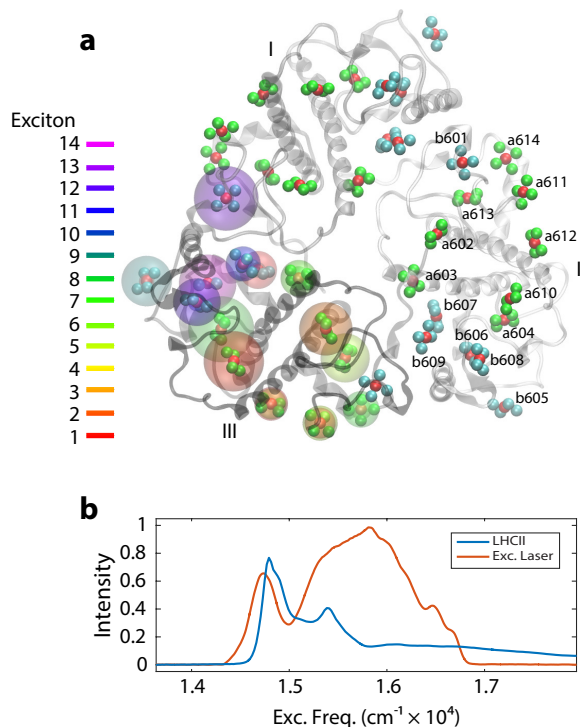 a
I
Exciton
14
13
12
11
10
9
8
7
6
5
4
3
2
1
b601
a614
a611
a613
a602
a612
a603
a610
b607
a604
b606
b609
b608
b605
III
b
Intensity
1
0.8
0.6
0.4
0.2
0
LHCII
Exc. Laser
1.4
1.5
1.6
1.7
Exc. Freq. (cm⁻¹ × 10⁴)